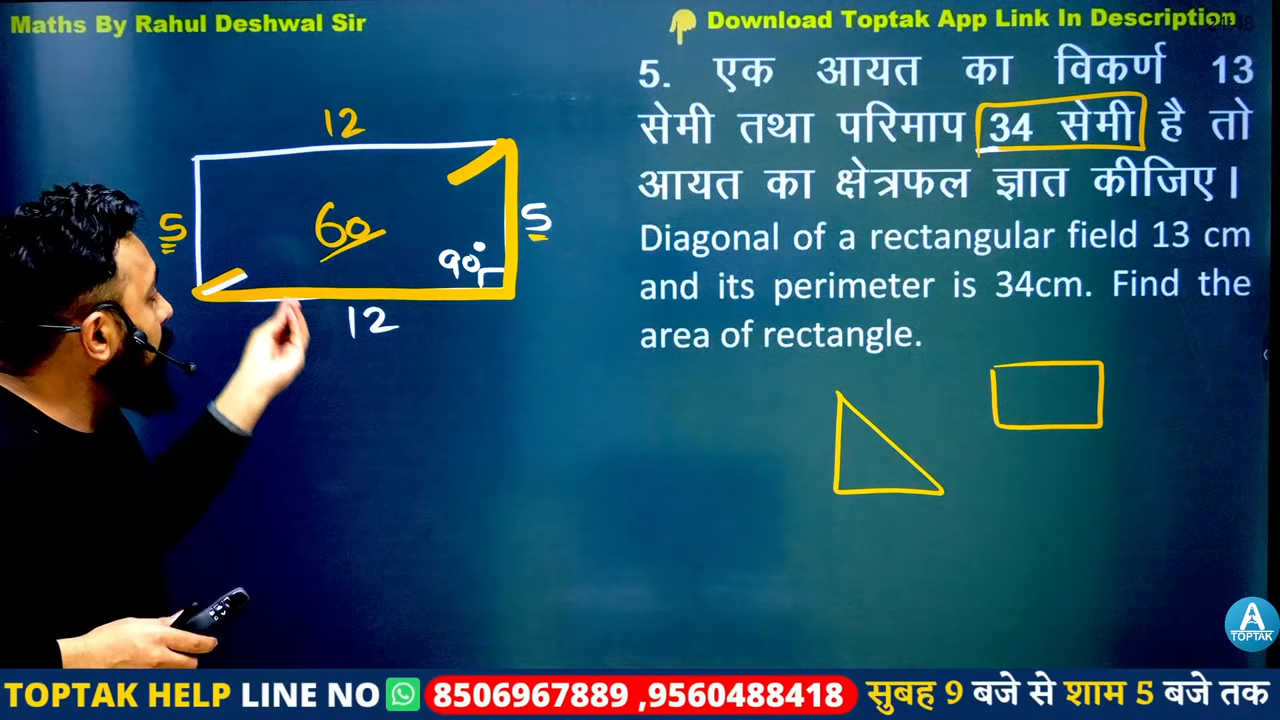 Maths By Rahul Deshwal Sir
Download Toptak App Link In Description
5. एक आयत का विकर्ण 13
सेमी तथा परिमाप 34 सेमी है तो
आयत का क्षेत्रफल ज्ञात कीजिए।
Diagonal of a rectangular field 13 cm
and its perimeter is 34cm. Find the
area of rectangle.
12
5
60
5
90°
12
A
TOPTAK
TOPTAK HELP LINE NO 8506967889 ,9560488418 सुबह 9 बजे से शाम 5 बजे तक